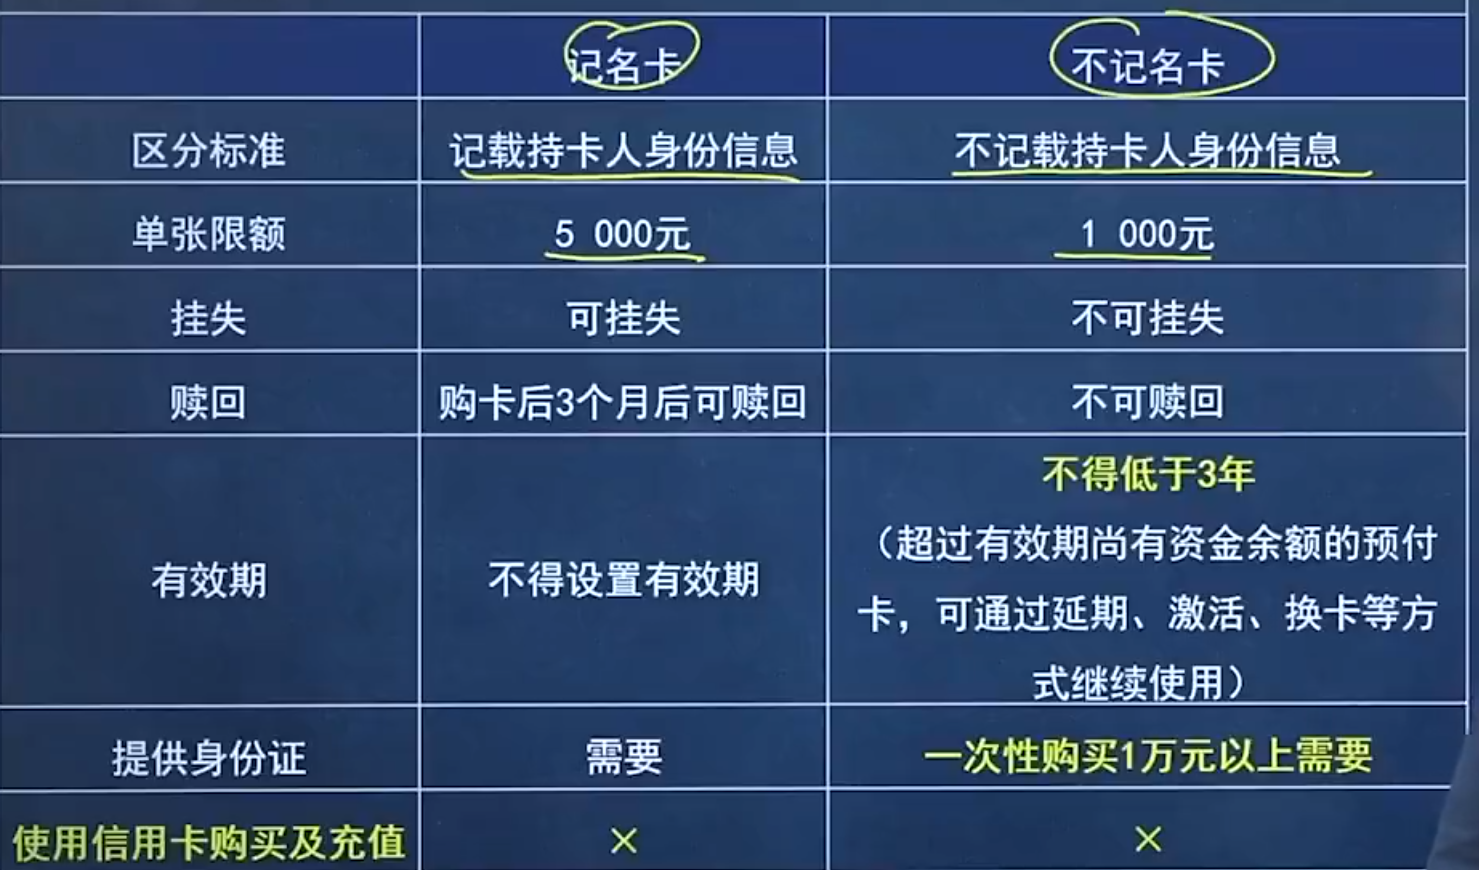 记名卡 不记名卡
区分标准 记载持卡人身份信息 不记载持卡人身份信息
单张限额 5 000元 1 000元
挂失 可挂失 不可挂失
赎回 购卡后3个月后可赎回 不可赎回
有效期 不得设置有效期 不得低于3年
（超过有效期尚有资金余额的预付
卡，可通过延期、激活、换卡等方
式继续使用）
提供身份证 需要 一次性购买1万元以上需要
使用信用卡购买及充值 × ×